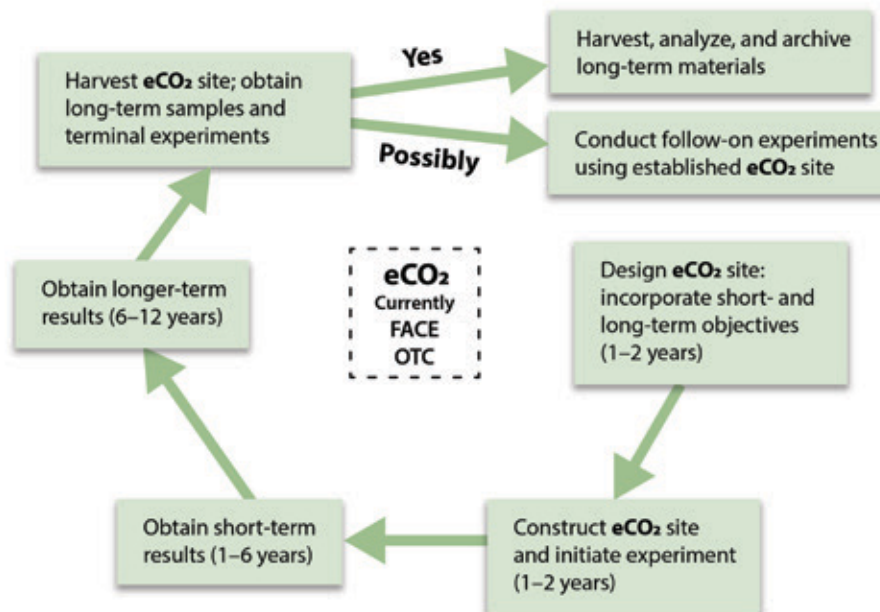 Harvest eCO₂ site; obtain
long-term samples and
terminal experiments
Yes
Harvest, analyze, and archive
long-term materials
Possibly
Conduct follow-on experiments
using established eCO₂ site
Obtain longer-term
results (6–12 years)
eCO₂
Currently
FACE
OTC
Design eCO₂ site:
incorporate short- and
long-term objectives
(1–2 years)
Obtain short-term
results (1–6 years)
Construct eCO₂ site
and initiate experiment
(1–2 years)